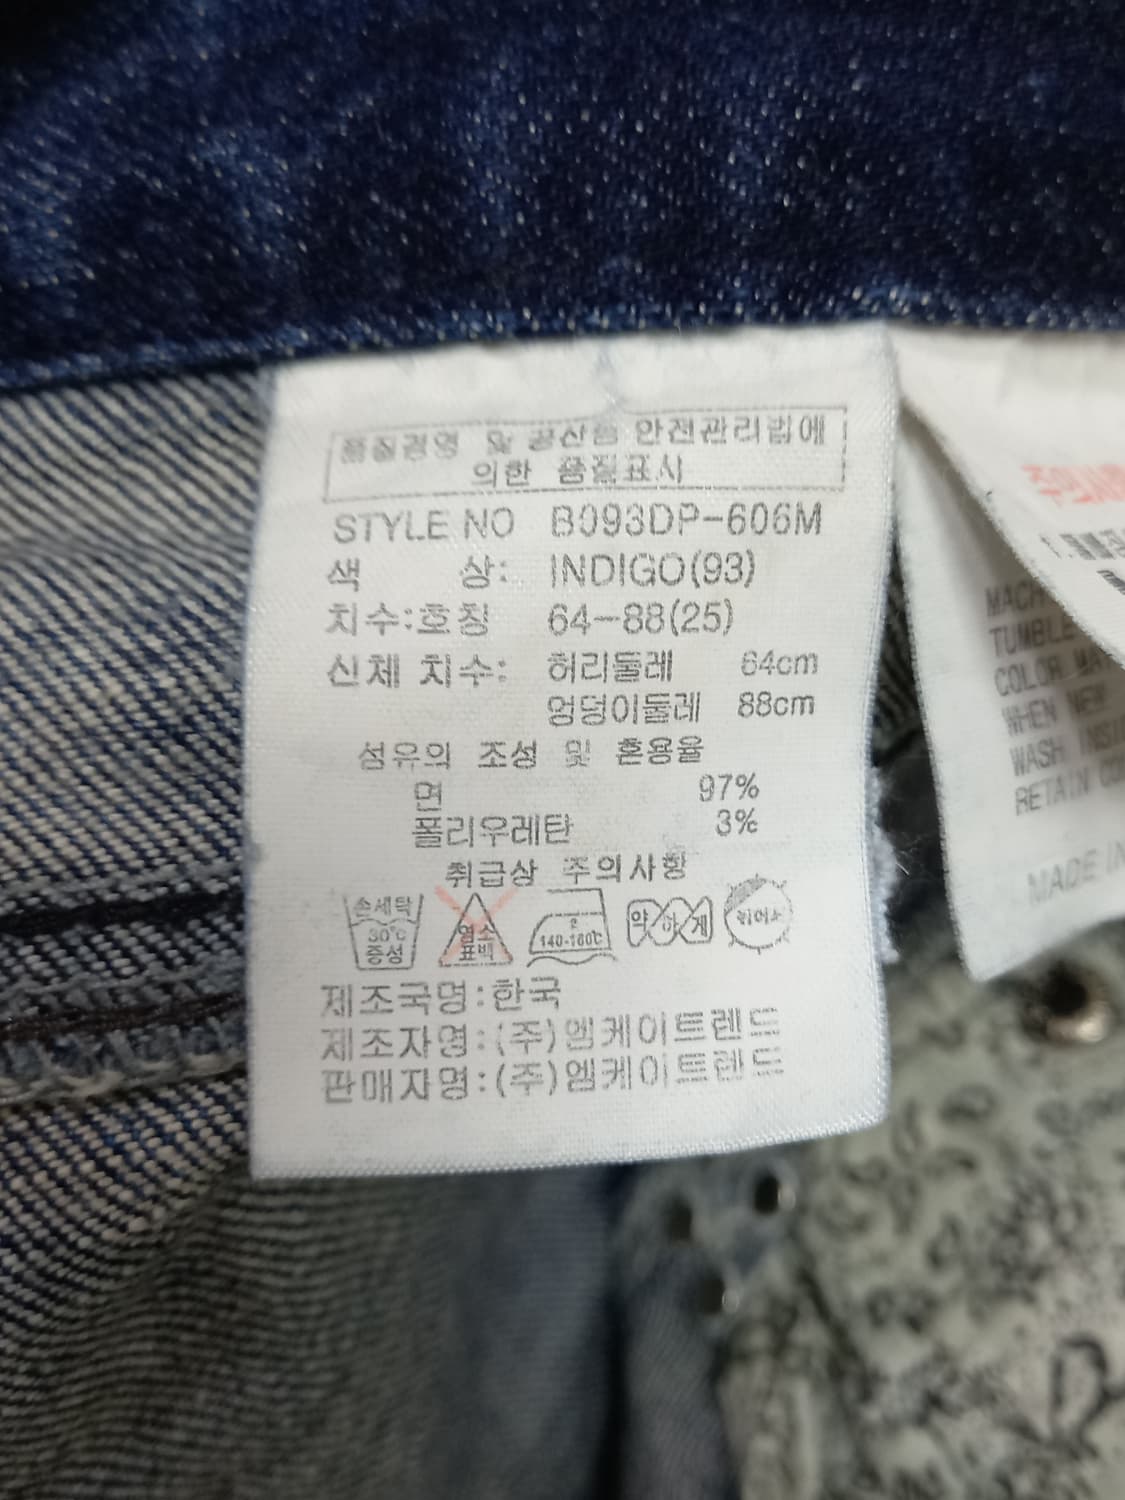 품질경영 및 공산품 안전관리법에
의한 품질표시
STYLE NO B093DP-606M
색 상: INDIGO(93)
치수:호칭 64-88(25)
신체 치수: 허리둘레 64cm
엉덩이둘레 88cm
섬유의 조성 및 혼용율
면 97%
폴리우레탄 3%
취급상 주의사항
손세탁
30℃
중성
염소
표백
2
140-160℃
약하게
뉘어서
제조국명:한국
제조자명:(주)엠케이트렌드
판매자명:(주)엠케이트렌드
MACH
TUMBLE
COLOR MAY
WHEN NEW
WASH INSI
RETAIN CO
MADE IN